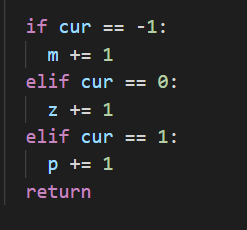 if cur == -1:
  m += 1
elif cur == 0:
  z += 1
elif cur == 1:
  p += 1
return